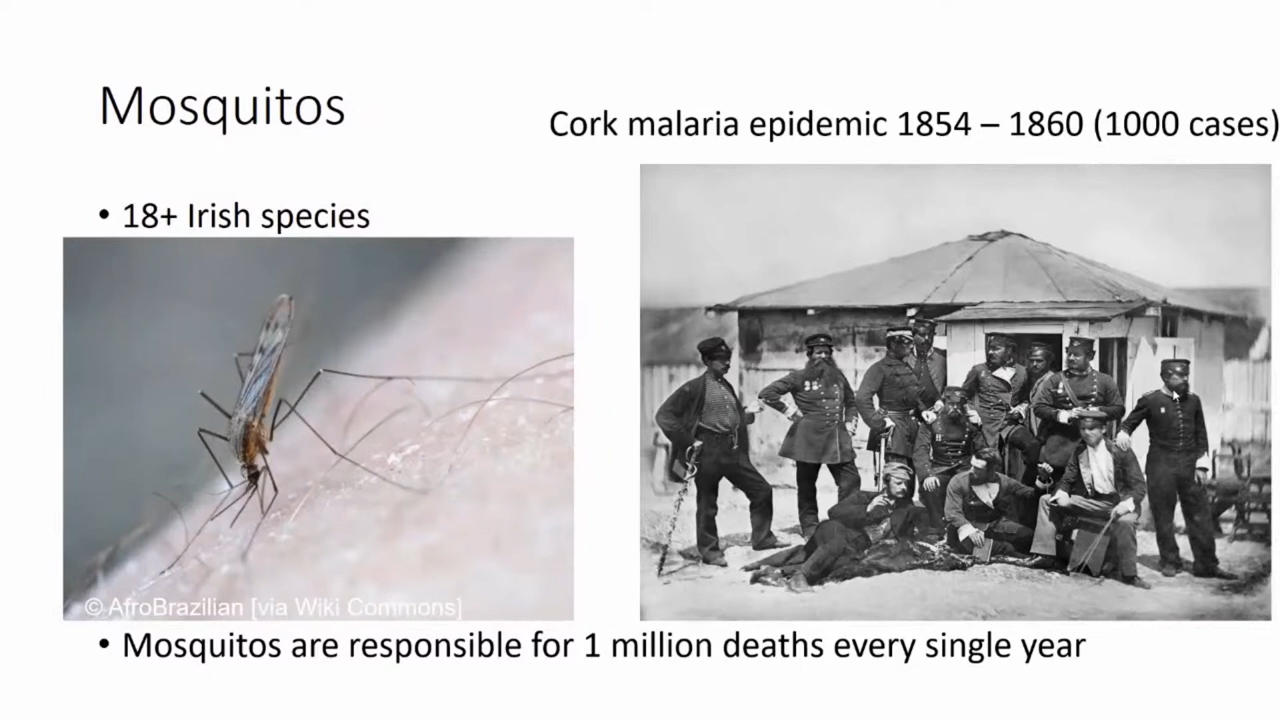 Mosquitos
Cork malaria epidemic 1854 – 1860 (1000 cases)
• 18+ Irish species
© AfroBrazilian [via Wiki Commons]
• Mosquitos are responsible for 1 million deaths every single year